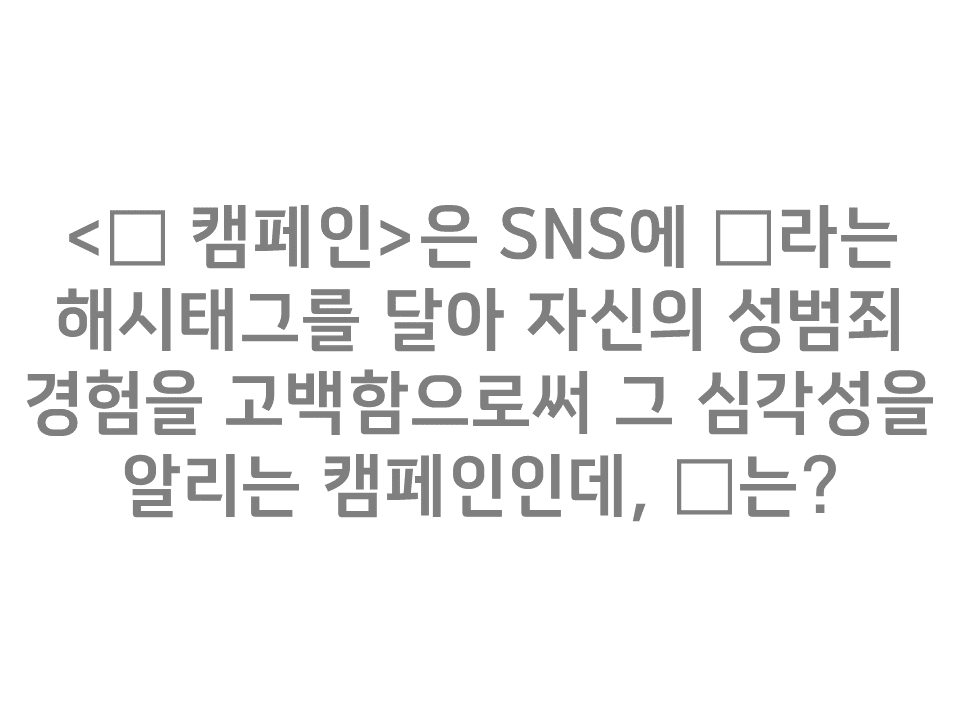 <□ 캠페인>은 SNS에 □라는
해시태그를 달아 자신의 성범죄
경험을 고백함으로써 그 심각성을
알리는 캠페인인데, □는?